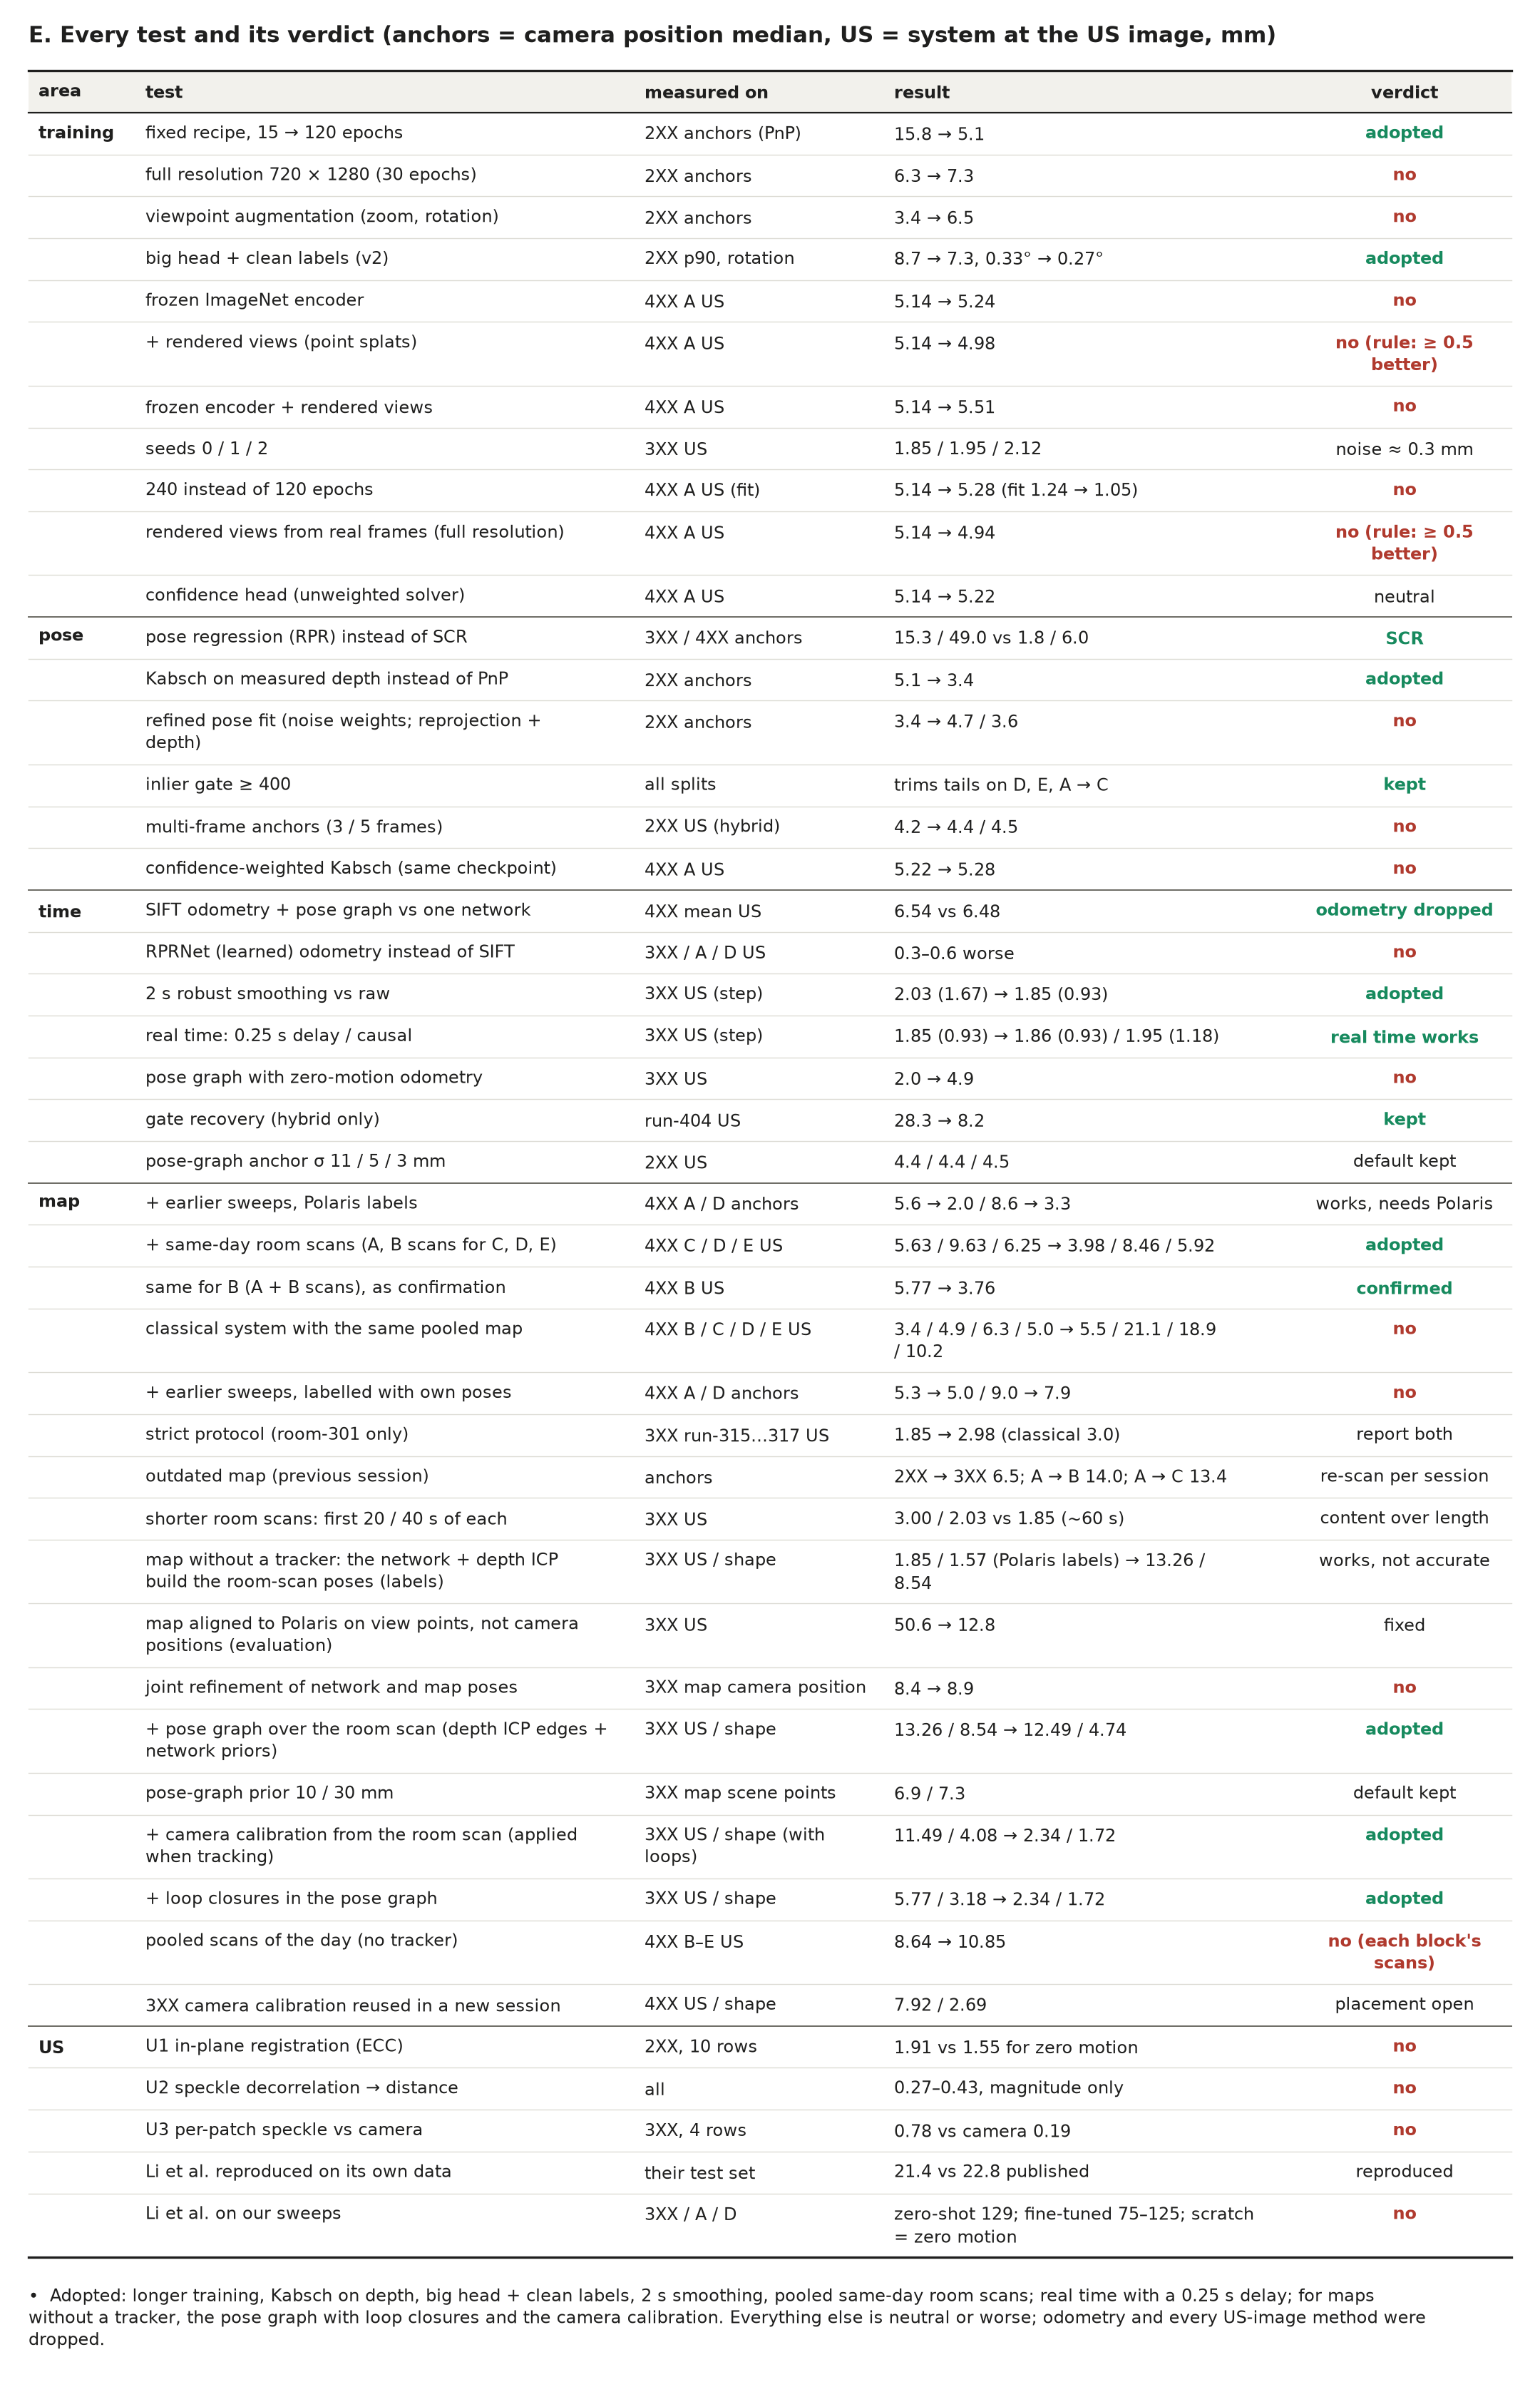 E. Every test and its verdict (anchors = camera position median, US = system at the US image, mm)
area test measured on result verdict
training fixed recipe, 15 → 120 epochs 2XX anchors (PnP) 15.8 → 5.1 adopted
full resolution 720 × 1280 (30 epochs) 2XX anchors 6.3 → 7.3 no
viewpoint augmentation (zoom, rotation) 2XX anchors 3.4 → 6.5 no
big head + clean labels (v2) 2XX p90, rotation 8.7 → 7.3, 0.33° → 0.27° adopted
frozen ImageNet encoder 4XX A US 5.14 → 5.24 no
+ rendered views (point splats) 4XX A US 5.14 → 4.98 no (rule: ≥ 0.5
better)
frozen encoder + rendered views 4XX A US 5.14 → 5.51 no
seeds 0 / 1 / 2 3XX US 1.85 / 1.95 / 2.12 noise ≈ 0.3 mm
240 instead of 120 epochs 4XX A US (fit) 5.14 → 5.28 (fit 1.24 → 1.05) no
rendered views from real frames (full resolution) 4XX A US 5.14 → 4.94 no (rule: ≥ 0.5
better)
confidence head (unweighted solver) 4XX A US 5.14 → 5.22 neutral
pose pose regression (RPR) instead of SCR 3XX / 4XX anchors 15.3 / 49.0 vs 1.8 / 6.0 SCR
Kabsch on measured depth instead of PnP 2XX anchors 5.1 → 3.4 adopted
refined pose fit (noise weights; reprojection + 2XX anchors 3.4 → 4.7 / 3.6 no
depth)
inlier gate ≥ 400 all splits trims tails on D, E, A → C kept
multi-frame anchors (3 / 5 frames) 2XX US (hybrid) 4.2 → 4.4 / 4.5 no
confidence-weighted Kabsch (same checkpoint) 4XX A US 5.22 → 5.28 no
time SIFT odometry + pose graph vs one network 4XX mean US 6.54 vs 6.48 odometry dropped
RPRNet (learned) odometry instead of SIFT 3XX / A / D US 0.3–0.6 worse no
2 s robust smoothing vs raw 3XX US (step) 2.03 (1.67) → 1.85 (0.93) adopted
real time: 0.25 s delay / causal 3XX US (step) 1.85 (0.93) → 1.86 (0.93) / 1.95 (1.18) real time works
pose graph with zero-motion odometry 3XX US 2.0 → 4.9 no
gate recovery (hybrid only) run-404 US 28.3 → 8.2 kept
pose-graph anchor σ 11 / 5 / 3 mm 2XX US 4.4 / 4.4 / 4.5 default kept
map + earlier sweeps, Polaris labels 4XX A / D anchors 5.6 → 2.0 / 8.6 → 3.3 works, needs Polaris
+ same-day room scans (A, B scans for C, D, E) 4XX C / D / E US 5.63 / 9.63 / 6.25 → 3.98 / 8.46 / 5.92 adopted
same for B (A + B scans), as confirmation 4XX B US 5.77 → 3.76 confirmed
classical system with the same pooled map 4XX B / C / D / E US 3.4 / 4.9 / 6.3 / 5.0 → 5.5 / 21.1 / 18.9 no
/ 10.2
+ earlier sweeps, labelled with own poses 4XX A / D anchors 5.3 → 5.0 / 9.0 → 7.9 no
strict protocol (room-301 only) 3XX run-315…317 US 1.85 → 2.98 (classical 3.0) report both
outdated map (previous session) anchors 2XX → 3XX 6.5; A → B 14.0; A → C 13.4 re-scan per session
shorter room scans: first 20 / 40 s of each 3XX US 3.00 / 2.03 vs 1.85 (~60 s) content over length
map without a tracker: the network + depth ICP 3XX US / shape 1.85 / 1.57 (Polaris labels) → 13.26 / works, not accurate
build the room-scan poses (labels) 8.54
map aligned to Polaris on view points, not camera 3XX US 50.6 → 12.8 fixed
positions (evaluation)
joint refinement of network and map poses 3XX map camera position 8.4 → 8.9 no
+ pose graph over the room scan (depth ICP edges + 3XX US / shape 13.26 / 8.54 → 12.49 / 4.74 adopted
network priors)
pose-graph prior 10 / 30 mm 3XX map scene points 6.9 / 7.3 default kept
+ camera calibration from the room scan (applied 3XX US / shape (with 11.49 / 4.08 → 2.34 / 1.72 adopted
when tracking) loops)
+ loop closures in the pose graph 3XX US / shape 5.77 / 3.18 → 2.34 / 1.72 adopted
pooled scans of the day (no tracker) 4XX B–E US 8.64 → 10.85 no (each block's
scans)
3XX camera calibration reused in a new session 4XX US / shape 7.92 / 2.69 placement open
US U1 in-plane registration (ECC) 2XX, 10 rows 1.91 vs 1.55 for zero motion no
U2 speckle decorrelation → distance all 0.27–0.43, magnitude only no
U3 per-patch speckle vs camera 3XX, 4 rows 0.78 vs camera 0.19 no
Li et al. reproduced on its own data their test set 21.4 vs 22.8 published reproduced
Li et al. on our sweeps 3XX / A / D zero-shot 129; fine-tuned 75–125; scratch no
= zero motion
• Adopted: longer training, Kabsch on depth, big head + clean labels, 2 s smoothing, pooled same-day room scans; real time with a 0.25 s delay; for maps
without a tracker, the pose graph with loop closures and the camera calibration. Everything else is neutral or worse; odometry and every US-image method were
dropped.